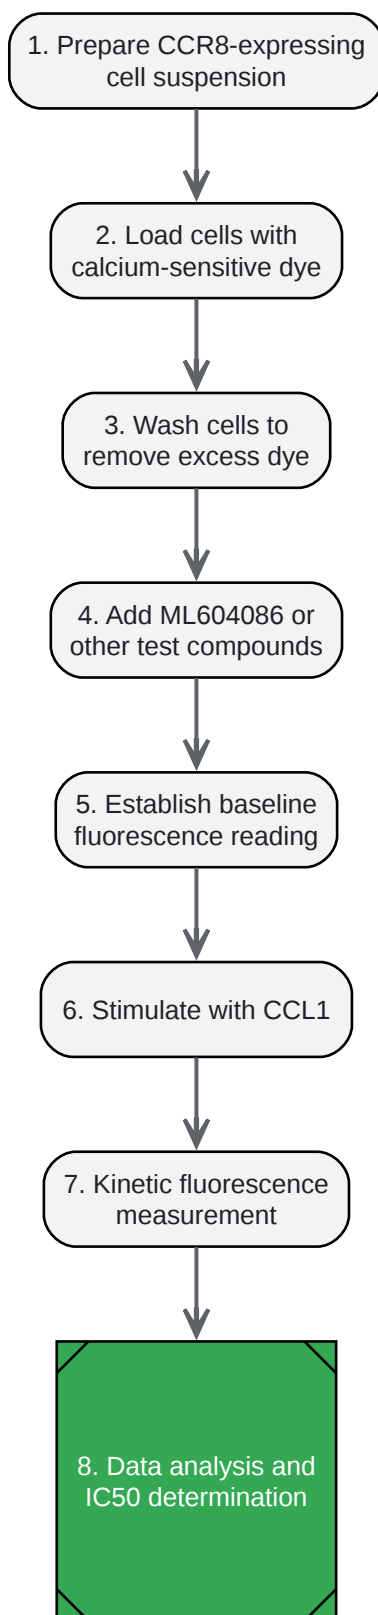 1. Prepare CCR8-expressing
cell suspension
2. Load cells with
calcium-sensitive dye
3. Wash cells to
remove excess dye
4. Add ML604086 or
other test compounds
5. Establish baseline
fluorescence reading
6. Stimulate with CCL1
7. Kinetic fluorescence
measurement
8. Data analysis and
IC50 determination